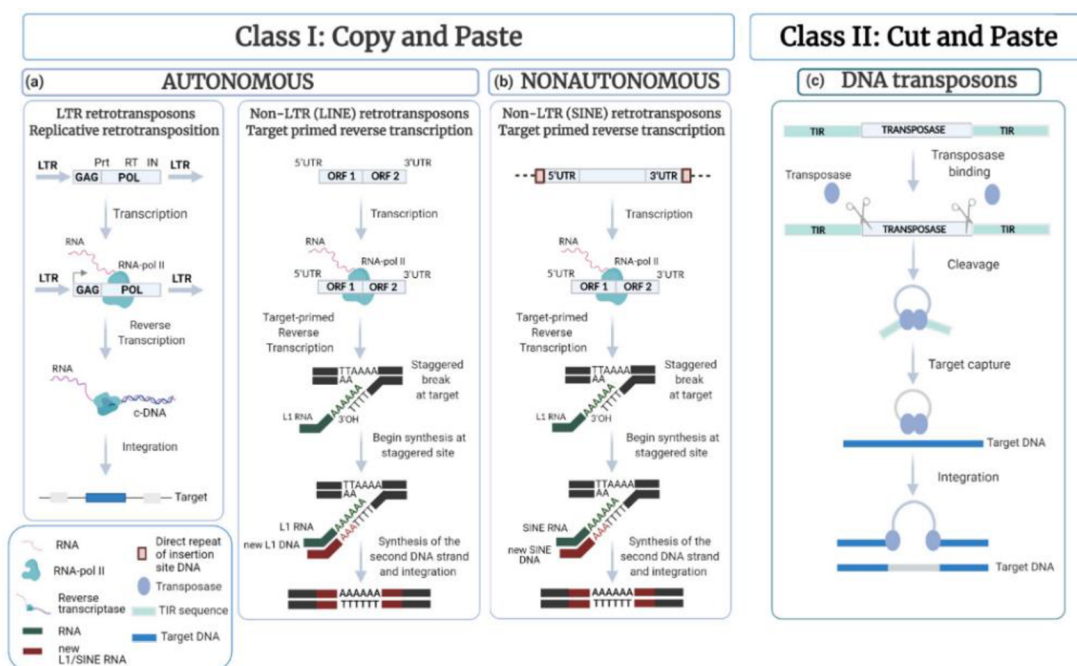 Class I: Copy and Paste
Class II: Cut and Paste
(a) AUTONOMOUS
(b) NONAUTONOMOUS
(c) DNA transposons
LTR retrotransposons
Replicative retrotransposition
Prt RT IN
LTR GAG POL LTR
Transcription
RNA
RNA-pol II
LTR GAG POL LTR
Reverse
Transcription
RNA
c-DNA
Integration
Target
Non-LTR (LINE) retrotransposons
Target primed reverse transcription
5'UTR 3'UTR
ORF 1 ORF 2
Transcription
RNA
RNA-pol II
5'UTR 3'UTR
ORF 1 ORF 2
Target-primed
Reverse
Transcription
TTAAAA
AA
AAAAAA
TTTT
Staggered
break
at target
L1 RNA
3'OH
Begin synthesis at
staggered site
TTAAAA
AA
AAAAAA
AAATTTT
L1 RNA
new L1 DNA
Synthesis of the
second DNA strand
and integration
AAAAAA
TTTTTT
Non-LTR (SINE) retrotransposons
Target primed reverse transcription
5'UTR 3'UTR
Transcription
RNA
RNA-pol II
5'UTR 3'UTR
ORF 1 ORF 2
Target-primed
Reverse
Transcription
TTAAAA
AA
AAAAAA
TTTT
Staggered
break
at target
L1 RNA
3'OH
Begin synthesis at
staggered site
TTAAAA
AA
AAAAAA
AAATTTT
SINE RNA
new SINE
DNA
Synthesis of the
second DNA strand
and integration
AAAAAA
TTTTTT
TIR TRANSPOSASE TIR
Transposase
Transposase
binding
TIR TRANSPOSASE TIR
Cleavage
Target capture
Target DNA
Integration
Target DNA
RNA
RNA-pol II
Reverse
transcriptase
RNA
new
L1/SINE RNA
Direct repeat
of insertion
site DNA
Transposase
TIR sequence
Target DNA